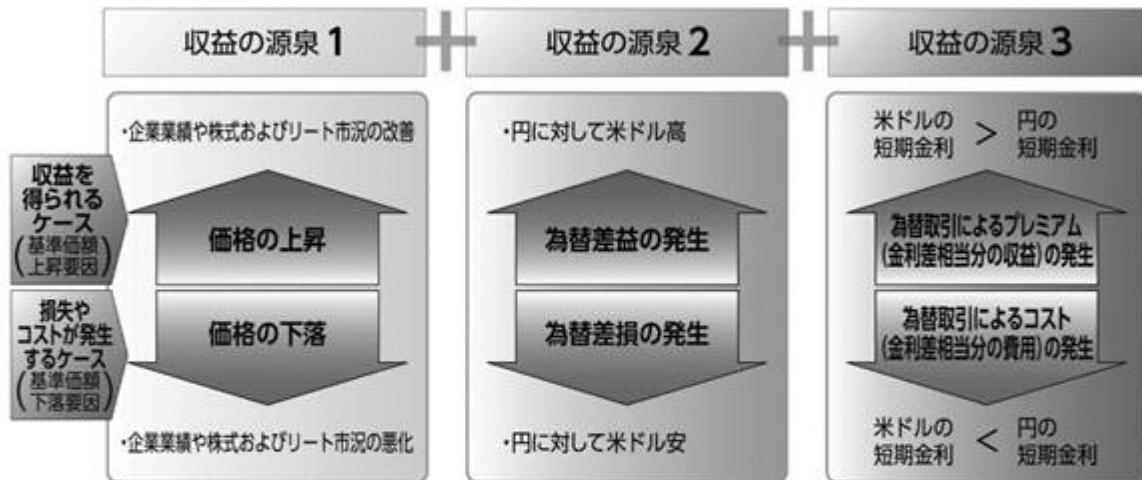 収益の源泉1
収益の源泉2
収益の源泉3
収益を
得られる
ケース
(基準価額
上昇要因)
・企業業績や株式およびリート市況の改善
価格の上昇
・円に対して米ドル高
為替差益の発生
米ドルの
短期金利
>
円の
短期金利
為替取引によるプレミアム
(金利差相当分の収益)の発生
損失や
コストが発生
するケース
(基準価額
下落要因)
価格の下落
・企業業績や株式およびリート市況の悪化
為替差損の発生
・円に対して米ドル安
為替取引によるコスト
(金利差相当分の費用)の発生
米ドルの
短期金利
<
円の
短期金利